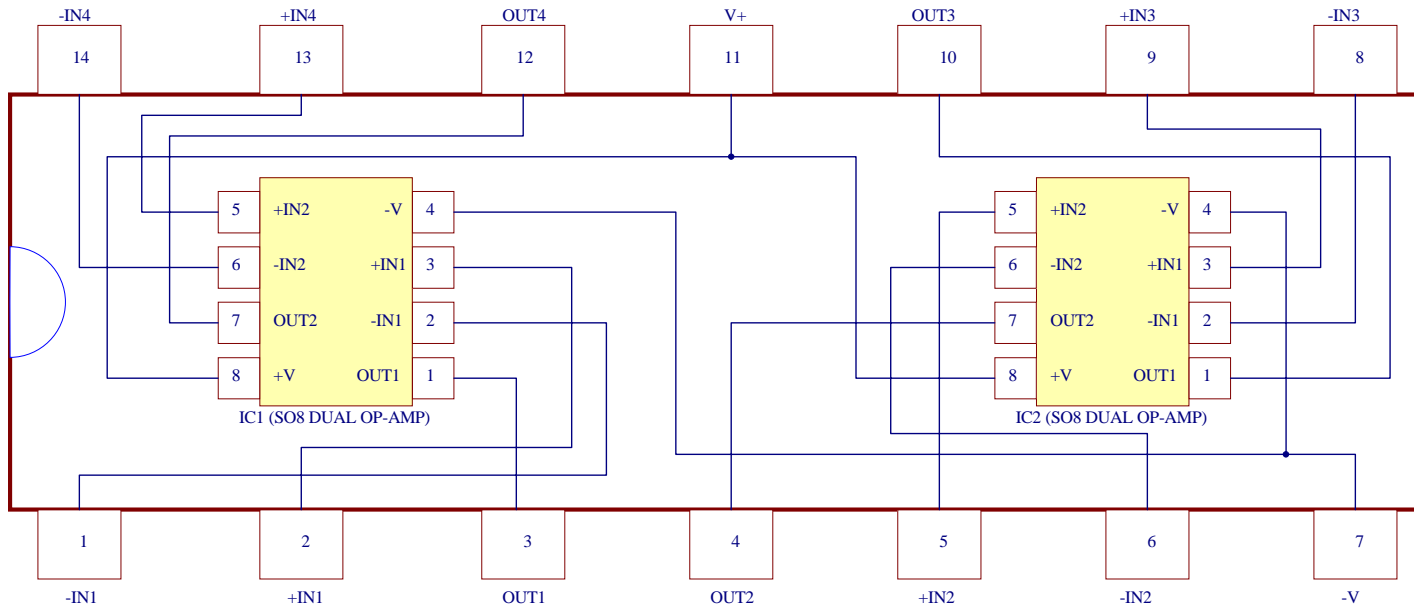 -IN4 +IN4 OUT4 V+ OUT3 +IN3 -IN3
14 13 12 11 10 9 8
5 +IN2 -V 4
6 -IN2 +IN1 3
7 OUT2 -IN1 2
8 +V OUT1 1
IC1 (SO8 DUAL OP-AMP)
5 +IN2 -V 4
6 -IN2 +IN1 3
7 OUT2 -IN1 2
8 +V OUT1 1
IC2 (SO8 DUAL OP-AMP)
1 2 3 4 5 6 7
-IN1 +IN1 OUT1 OUT2 +IN2 -IN2 -V